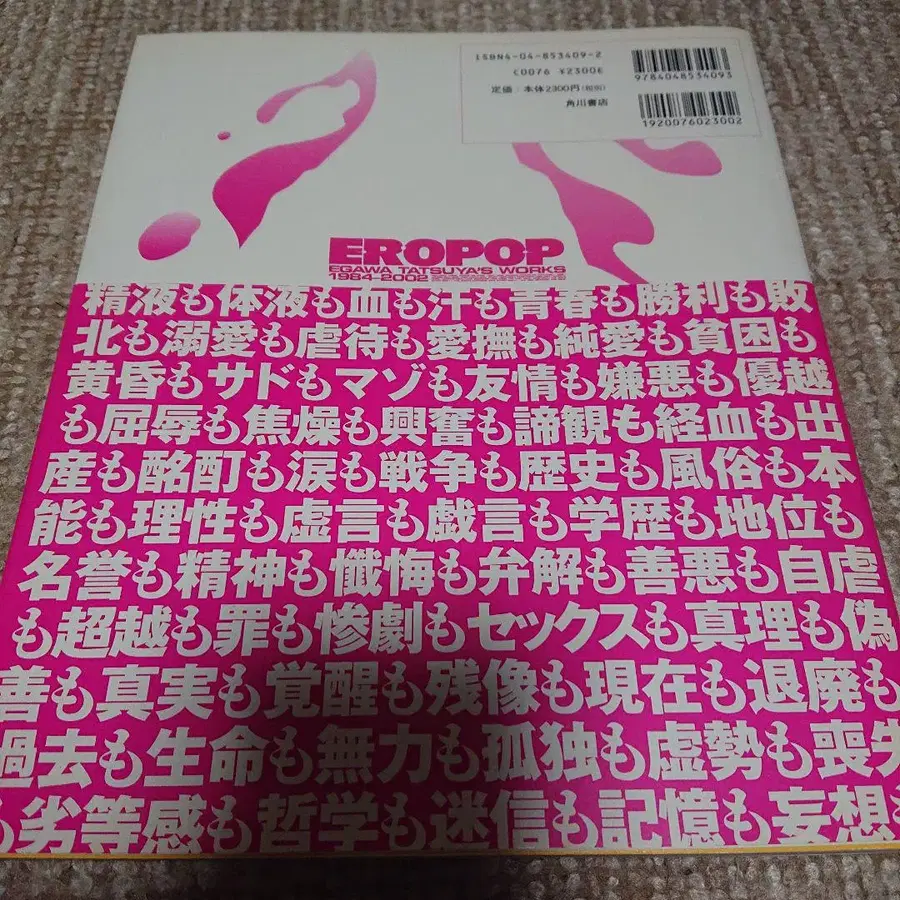 ISBN4-04-853409-2
C0076 ¥2300E
定価:本体2300円(税別)
角川書店
9784048534093
1920076023002
EROPOP
EGAWA TATSUYA'S WORKS
1964-2002
精液も体液も血も汗も青春も勝利も敗
北も溺愛も虐待も愛撫も純愛も貧困も
黄昏もサドもマゾも友情も嫌悪も優越
も屈辱も焦燥も興奮も諦観も経血も出
産も酩酊も涙も戦争も歴史も風俗も本
能も理性も虚言も戯言も学歴も地位も
名誉も精神も懺悔も弁解も善悪も自虐
も超越も罪も惨劇もセックスも真理も偽
善も真実も覚醒も残像も現在も退廃も
過去も生命も無力も孤独も虚勢も喪失
も劣等感も哲学も迷信も記憶も妄想も